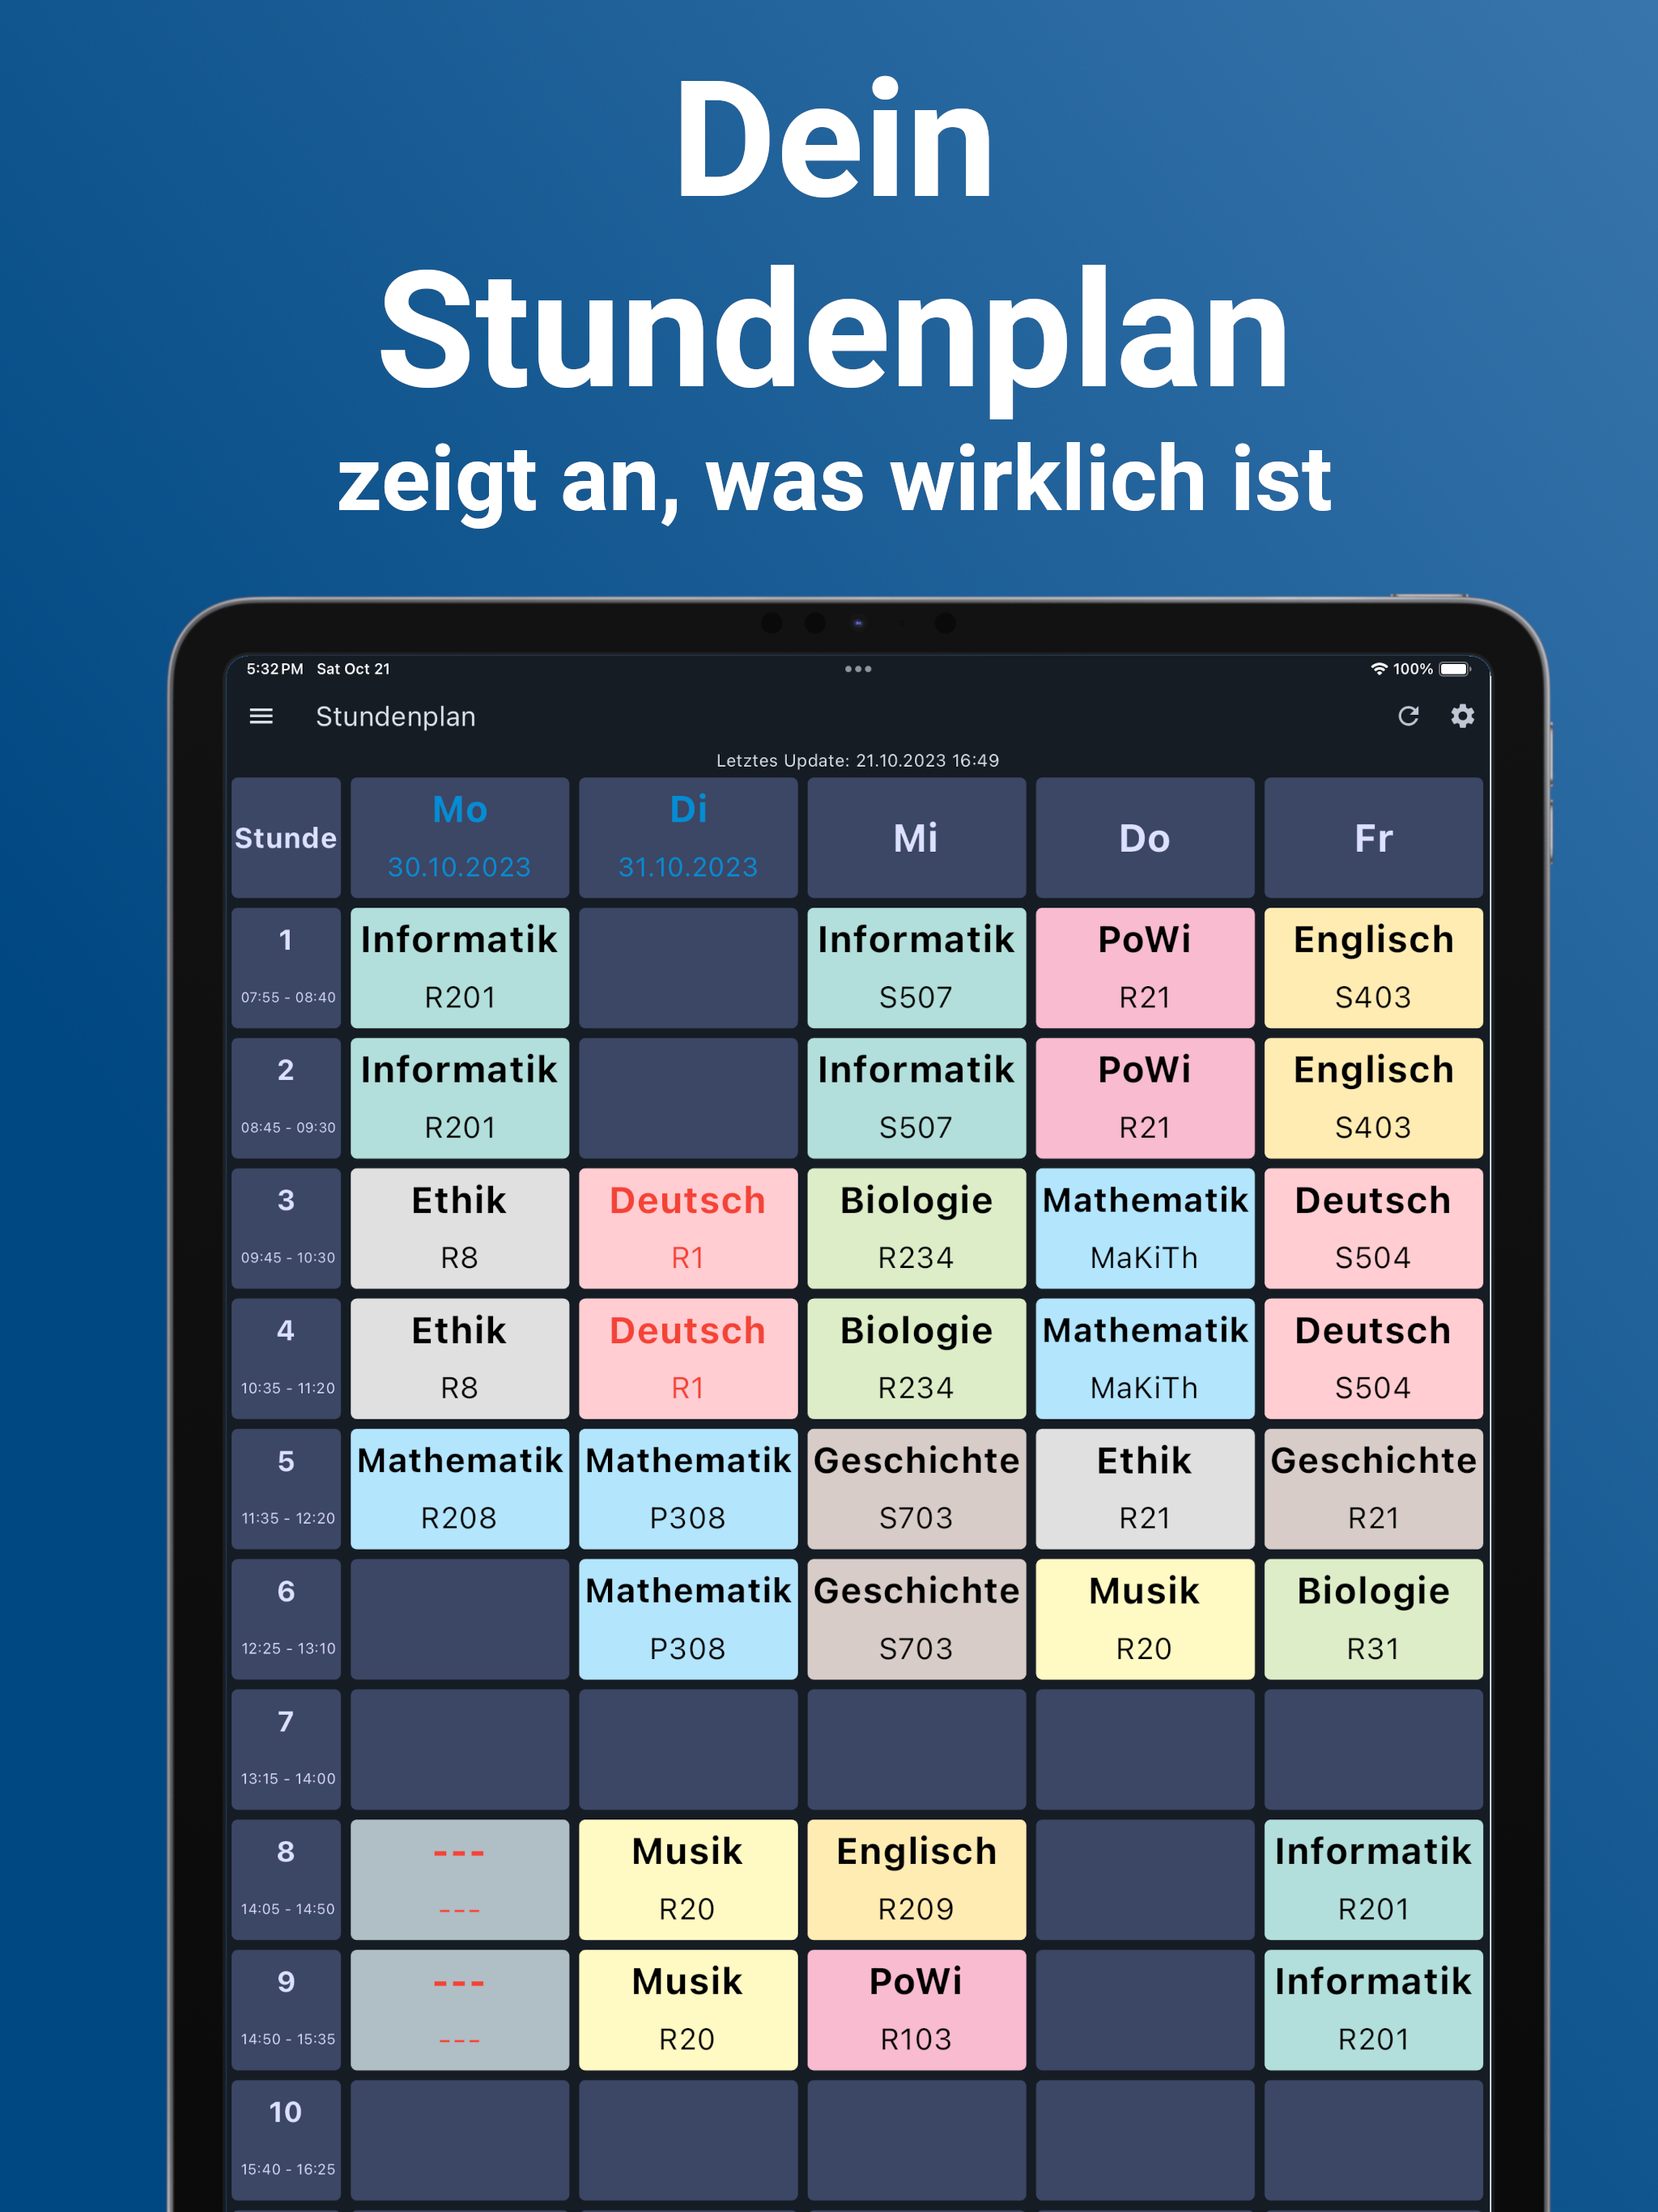 Dein
Stundenplan
zeigt an, was wirklich ist
5:32 PM Sat Oct 21 100%
Stundenplan
Letztes Update: 21.10.2023 16:49
Stunde Mo Di Mi Do Fr
30.10.2023 31.10.2023
1 Informatik Informatik PoWi Englisch
07:55 - 08:40 R201 S507 R21 S403
2 Informatik Informatik PoWi Englisch
08:45 - 09:30 R201 S507 R21 S403
3 Ethik Deutsch Biologie Mathematik Deutsch
09:45 - 10:30 R8 R1 R234 MaKiTh S504
4 Ethik Deutsch Biologie Mathematik Deutsch
10:35 - 11:20 R8 R1 R234 MaKiTh S504
5 Mathematik Mathematik Geschichte Ethik Geschichte
11:35 - 12:20 R208 P308 S703 R21 R21
6 Mathematik Geschichte Musik Biologie
12:25 - 13:10 P308 S703 R20 R31
7
13:15 - 14:00
8 --- Musik Englisch Informatik
14:05 - 14:50 --- R20 R209 R201
9 --- Musik PoWi Informatik
14:50 - 15:35 --- R20 R103 R201
10
15:40 - 16:25